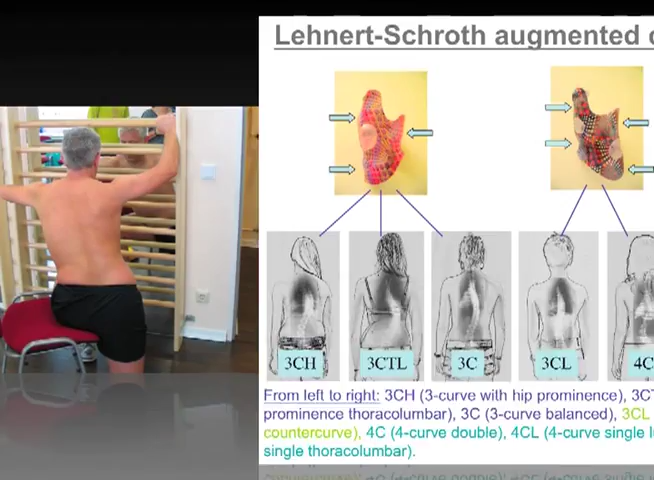 Lehnert-Schroth augmented
3CH
3CTL
3C
3CL
4C
From left to right: 3CH (3-curve with hip prominence),
prominence thoracolumbar), 3C (3-curve balanced), 3CL
countercurve), 4C (4-curve double), 4CL (4-curve single
single thoracolumbar).